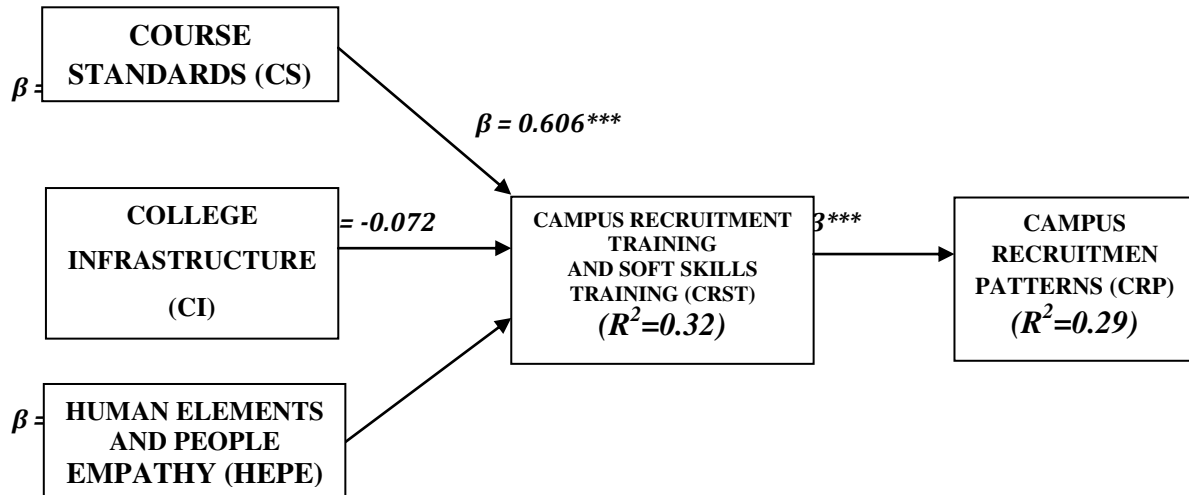 COURSE
STANDARDS (CS)
β =
β = 0.606***
COLLEGE
INFRASTRUCTURE
(CI)
= -0.072
CAMPUS RECRUITMENT
TRAINING
AND SOFT SKILLS
TRAINING (CRST)
(R²=0.32)
3***
CAMPUS
RECRUITMEN
PATTERNS (CRP)
(R²=0.29)
β =
HUMAN ELEMENTS
AND PEOPLE
EMPATHY (HEPE)